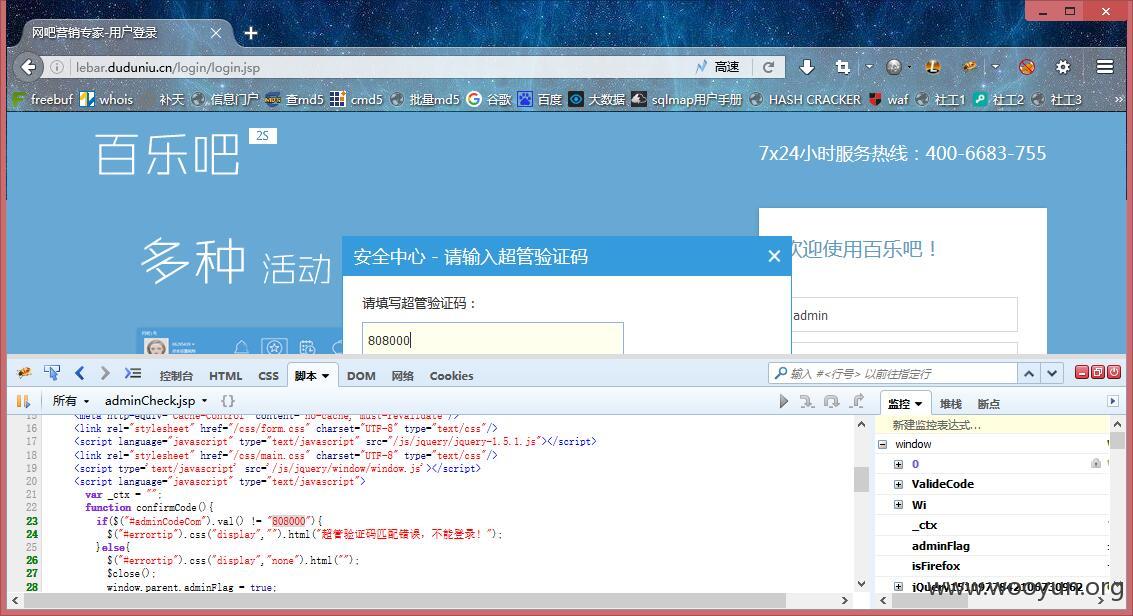 网吧营销专家-用户登录
lebar.duduniu.cn/login/login.jsp
高速
freebuf whois 补天 信息门户 查md5 cmd5 批量md5 谷歌 百度 大数据 sqlmap用户手册 HASH CRACKER waf 社工1 社工2 社工3 »
百乐吧 2S
7x24小时服务热线：400-6683-755
多种 活动
安全中心 - 请输入超管验证码
欢迎使用百乐吧！
请填写超管验证码：
admin
808000
控制台 HTML CSS 脚本 DOM 网络 Cookies
输入 #<行号> 以前往指定行
所有 adminCheck.jsp {}
监控 堆栈 断点
15 <meta http-equiv="Cache-Control" content="no-cache, must-revalidate"/>
16 <link rel="stylesheet" href="/css/form.css" charset="UTF-8" type="text/css"/>
17 <script language="javascript" type="text/javascript" src="/js/jquery/jquery-1.5.1.js"></script>
18 <link rel="stylesheet" href="/css/main.css" charset="UTF-8" type="text/css"/>
19 <script type='text/javascript' src='/js/jquery/window/window.js'></script>
20 <script language="javascript" type="text/javascript">
21 var _ctx = "";
22 function confirmCode(){
23 if($("#adminCodeCom").val() != "808000"){
24 $("#errortip").css("display","").html("超管验证码匹配错误，不能登录！");
25 }else{
26 $("#errortip").css("display","none").html("");
27 $close();
28 window.parent.adminFlag = true;
新建监控表达式...
window
0
ValideCode
Wi
_ctx
adminFlag
isFirefox
www.wooyun.org